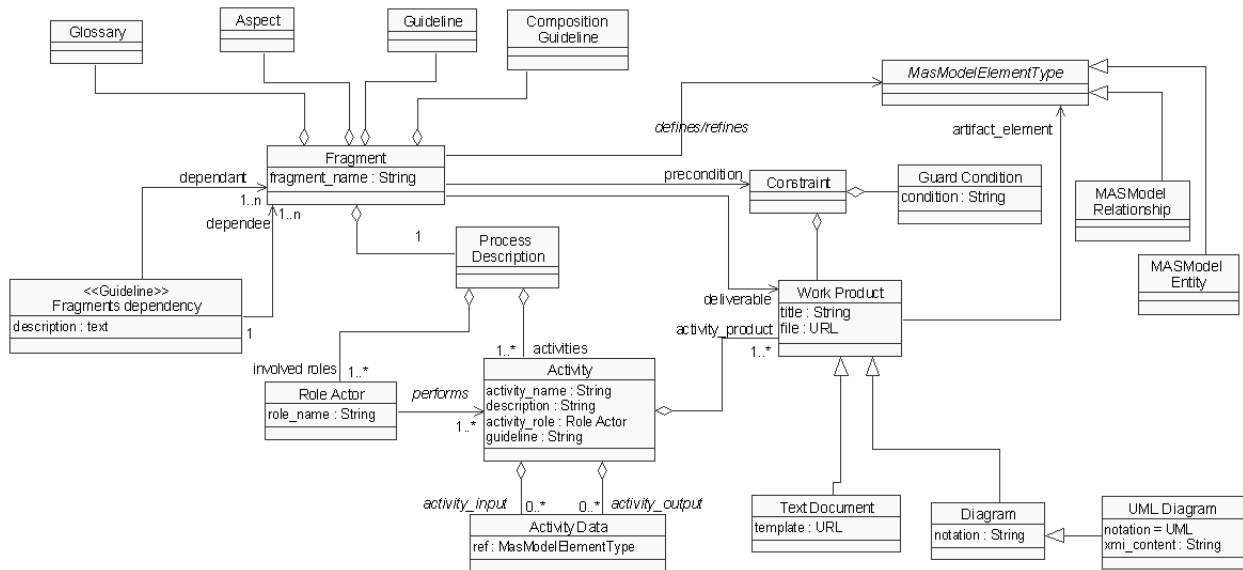 Glossary
Aspect
Guideline
Composition
Guideline
MasModelElementType
defines/refines
artifact_element
Fragment
fragment_name : String
dependant
1..n
dependee
1..n
precondition
Constraint
Guard Condition
condition : String
MASModel
Relationship
MASModel
Entity
1
Process
Description
<<Guideline>>
Fragments dependency
description : text
1
deliverable
Work Product
title : String
file : URL
activity_product
1..*
involved roles
1..*
1..*
activities
Role Actor
role_name : String
performs
1..*
Activity
activity_name : String
description : String
activity_role : Role Actor
guideline : String
activity_input
0..*
0..*
activity_output
Activity Data
ref : MasModelElementType
Text Document
template : URL
Diagram
notation : String
UML Diagram
notation = UML
xmi_content : String